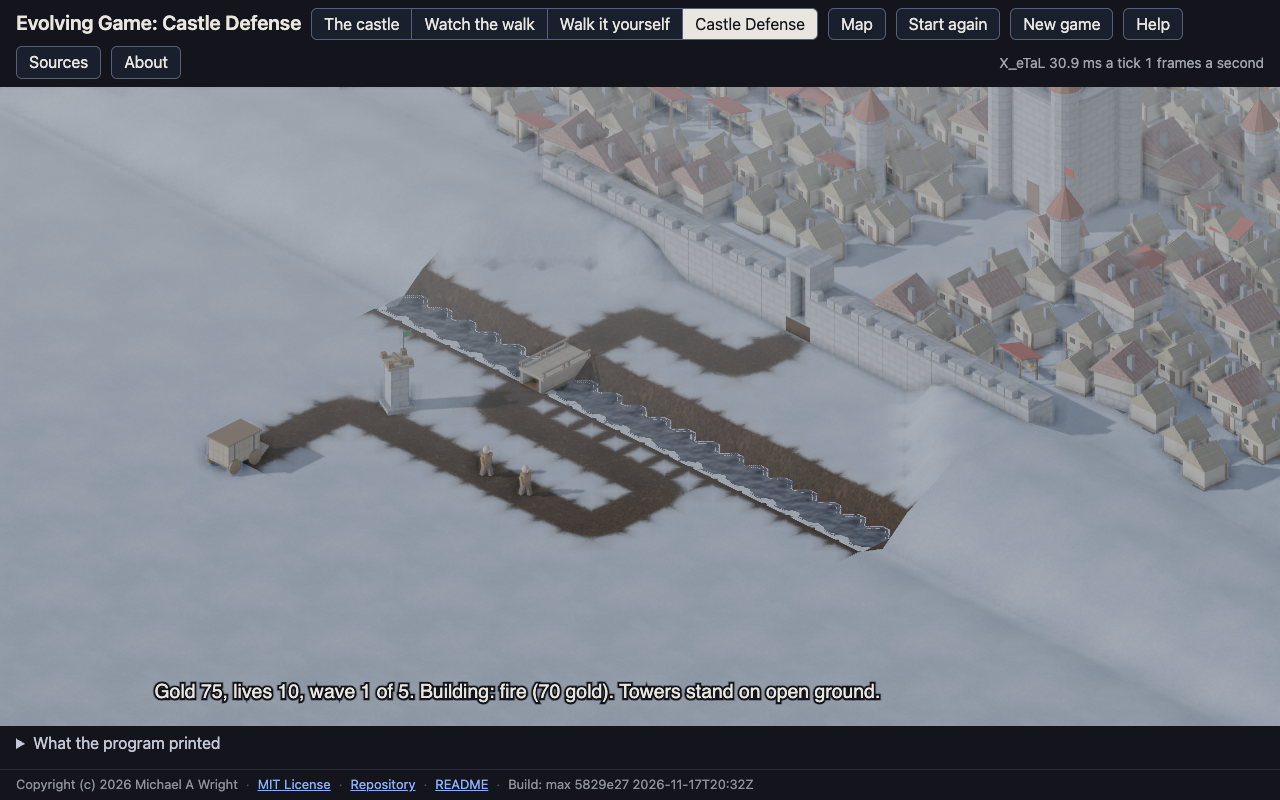 Evolving Game: Castle Defense The castle Watch the walk Walk it yourself Castle Defense Map Start again New game Help
Sources About X_eTaL 30.9 ms a tick 1 frames a second
Gold 75, lives 10, wave 1 of 5. Building: fire (70 gold). Towers stand on open ground.
▶ What the program printed
Copyright (c) 2026 Michael A Wright · MIT License · Repository · README · Build: max 5829e27 2026-11-17T20:32Z